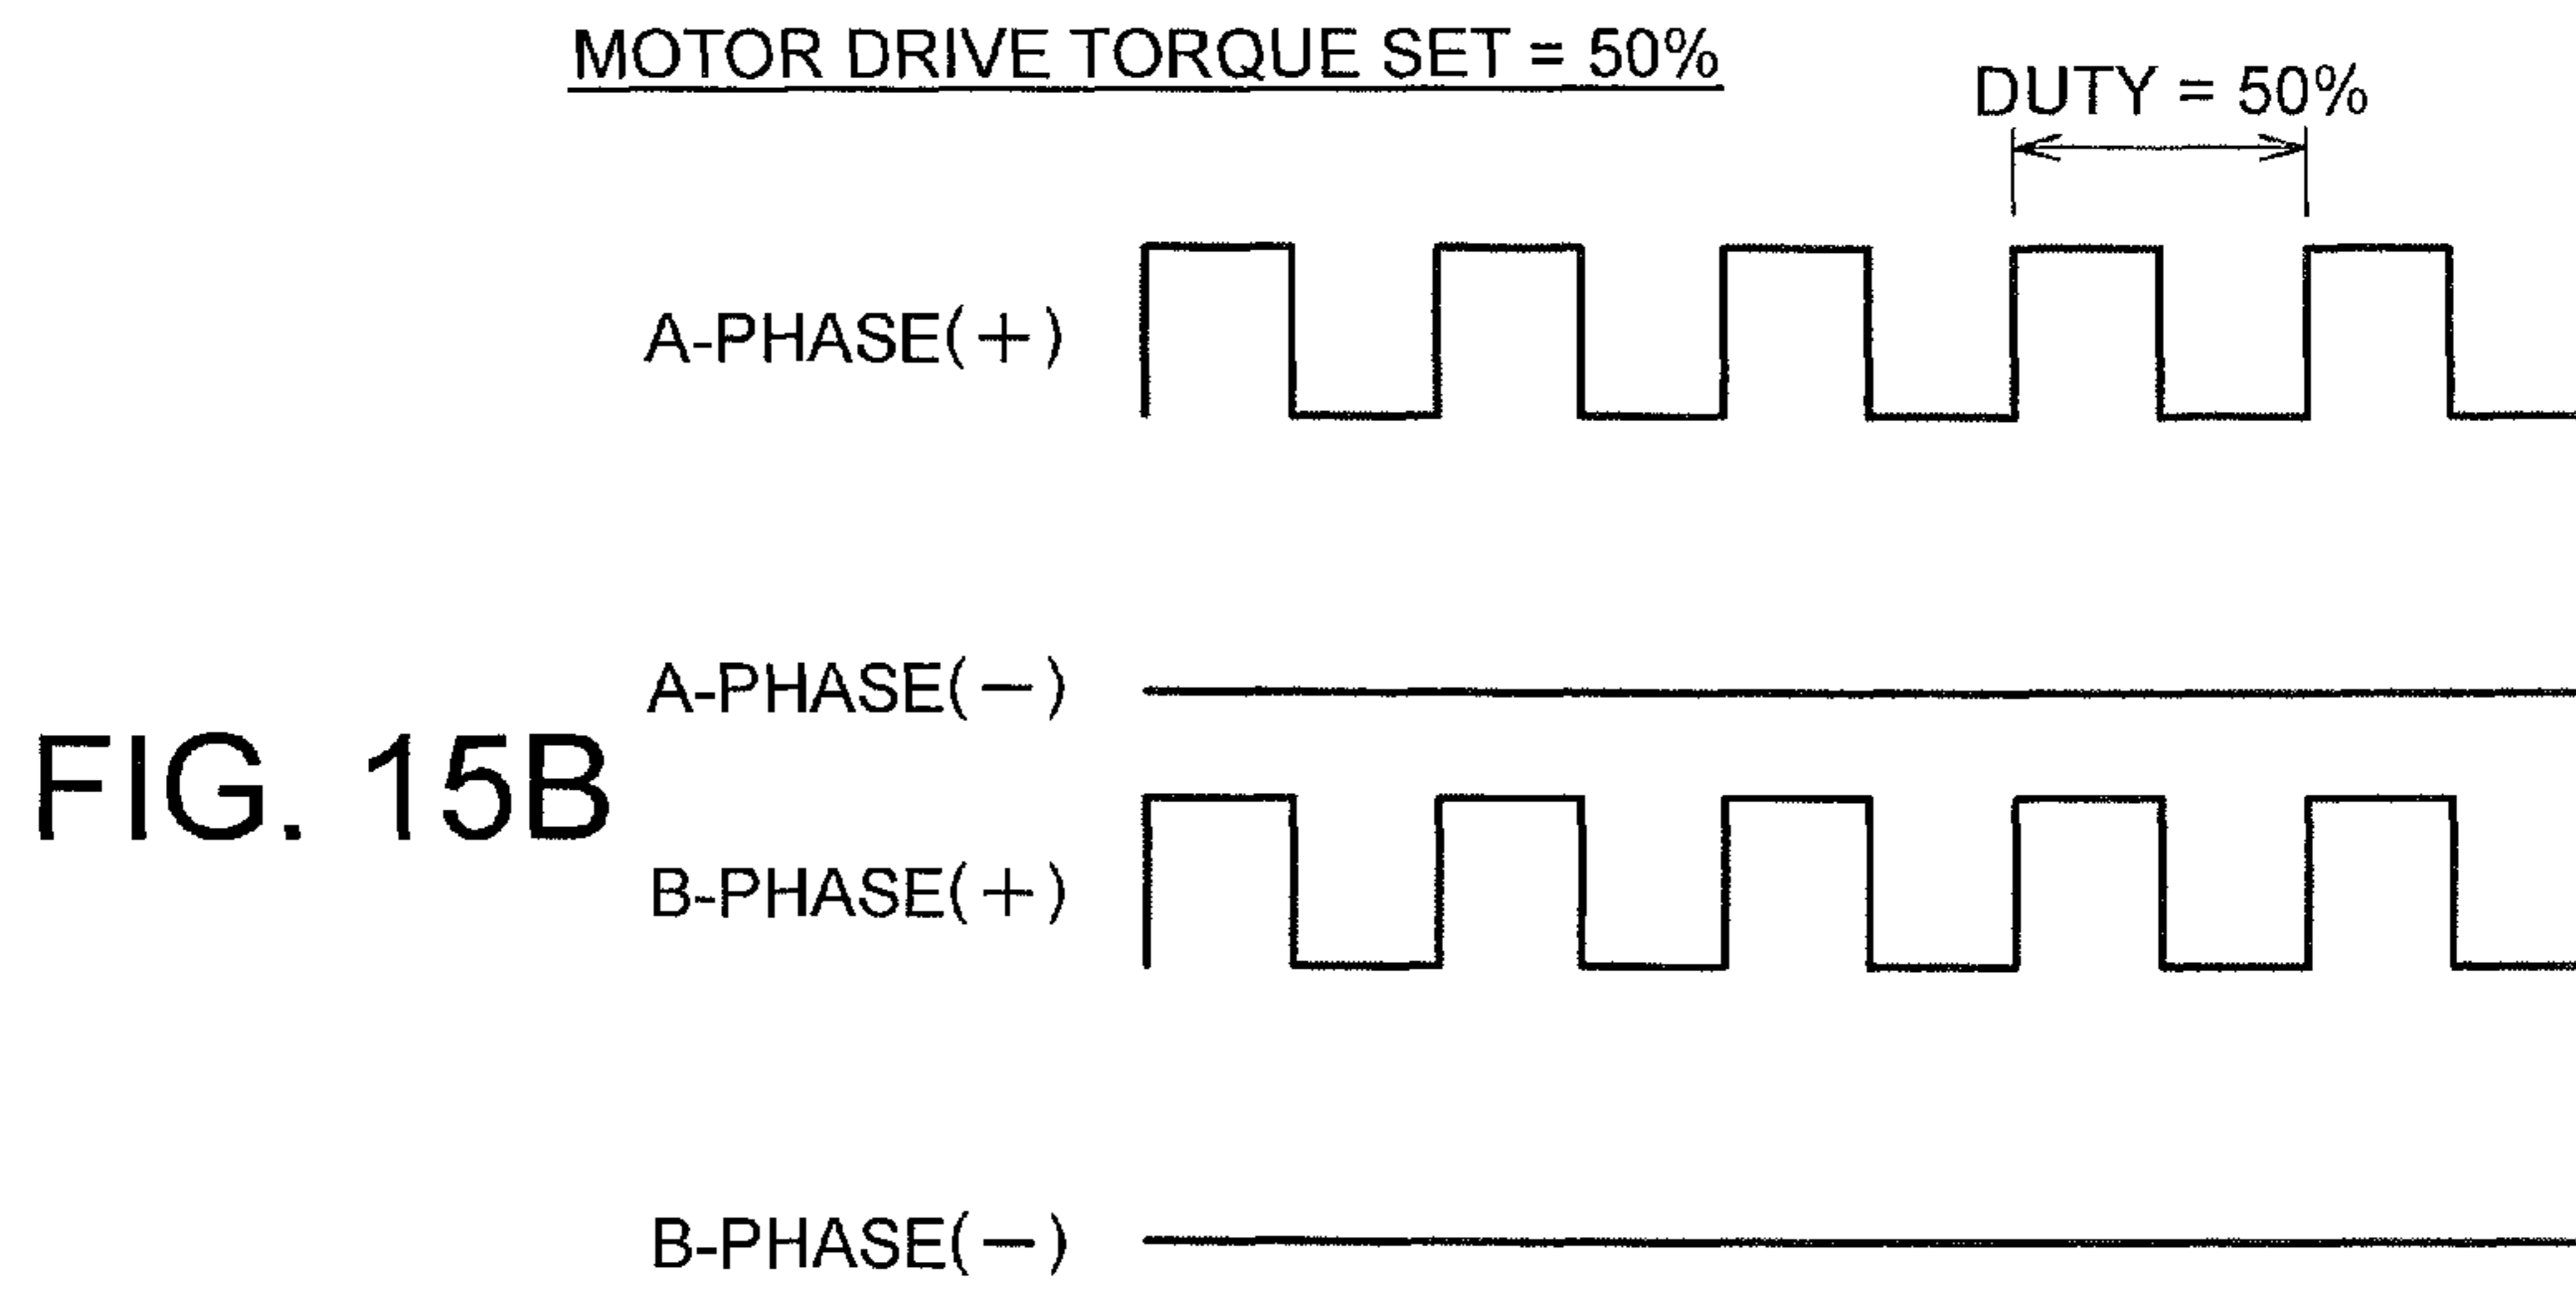 MOTOR DRIVE TORQUE SET = 50%
DUTY = 50%
A-PHASE(+)
A-PHASE(−)
FIG. 15B
B-PHASE(+)
B-PHASE(−)